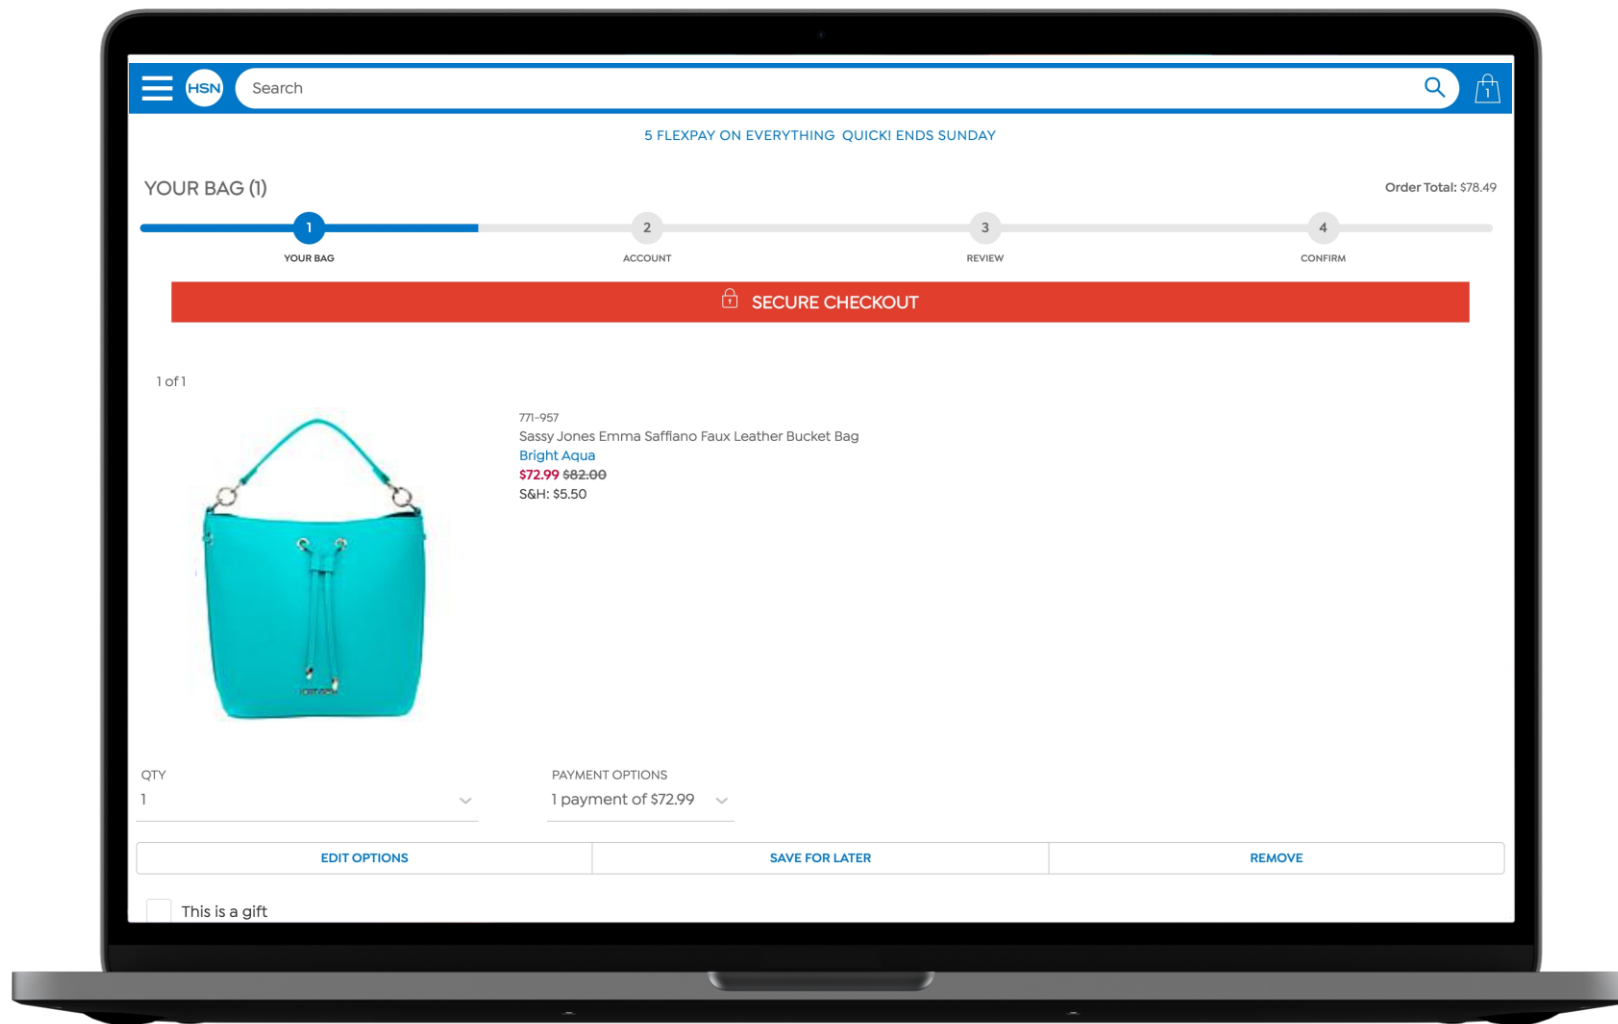 HSN
Search
1
5 FLEXPAY ON EVERYTHING QUICK! ENDS SUNDAY
YOUR BAG (1)
Order Total: $78.49
1 2 3 4
YOUR BAG ACCOUNT REVIEW CONFIRM
SECURE CHECKOUT
1 of 1
771-957
Sassy Jones Emma Saffiano Faux Leather Bucket Bag
Bright Aqua
$72.99 $82.00
S&H: $5.50
QTY
1
PAYMENT OPTIONS
1 payment of $72.99
EDIT OPTIONS SAVE FOR LATER REMOVE
This is a gift